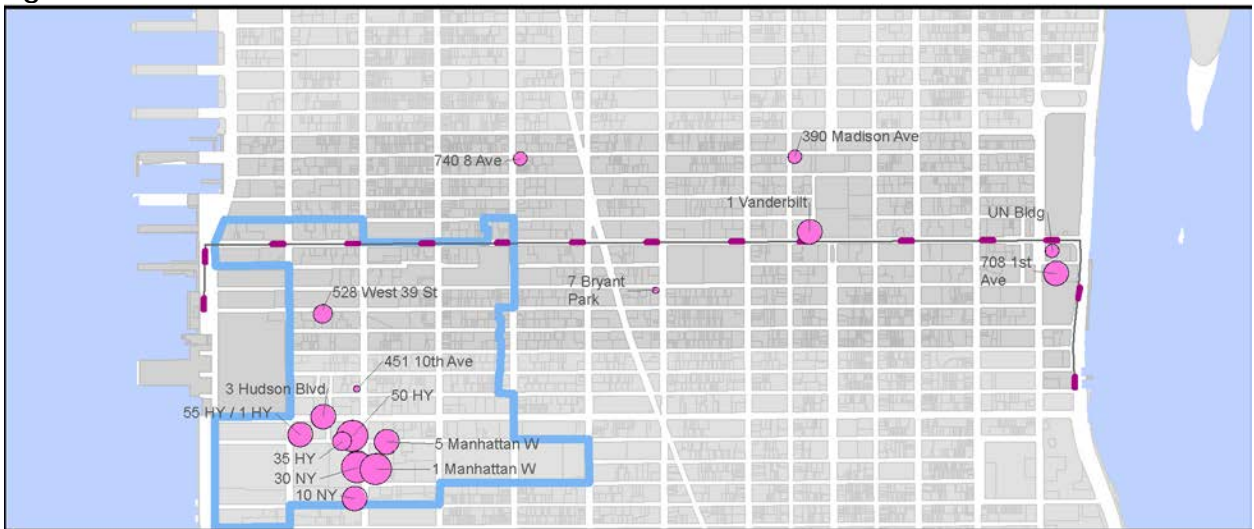 740 8 Ave
390 Madison Ave
1 Vanderbilt
UN Bldg
708 1st
Ave
7 Bryant
Park
528 West 39 St
451 10th Ave
3 Hudson Blvd
50 HY
55 HY / 1 HY
35 HY
5 Manhattan W
30 NY
1 Manhattan W
10 NY